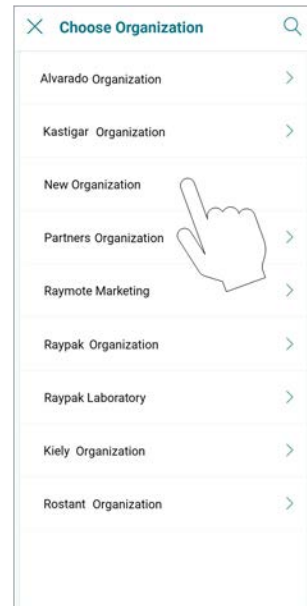 Choose Organization
Alvarado Organization
Kastigar Organization
New Organization
Partners Organization
Raymote Marketing
Raypak Organization
Raypak Laboratory
Kiely Organization
Rostant Organization